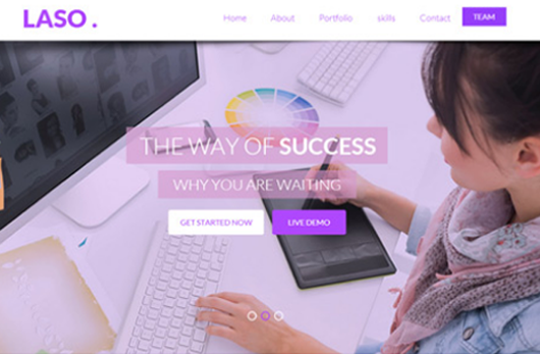 LASO .
Home
About
Portfolio
skills
Contact
TEAM
THE WAY OF SUCCESS
WHY YOU ARE WAITING
GET STARTED NOW
LIVE DEMO